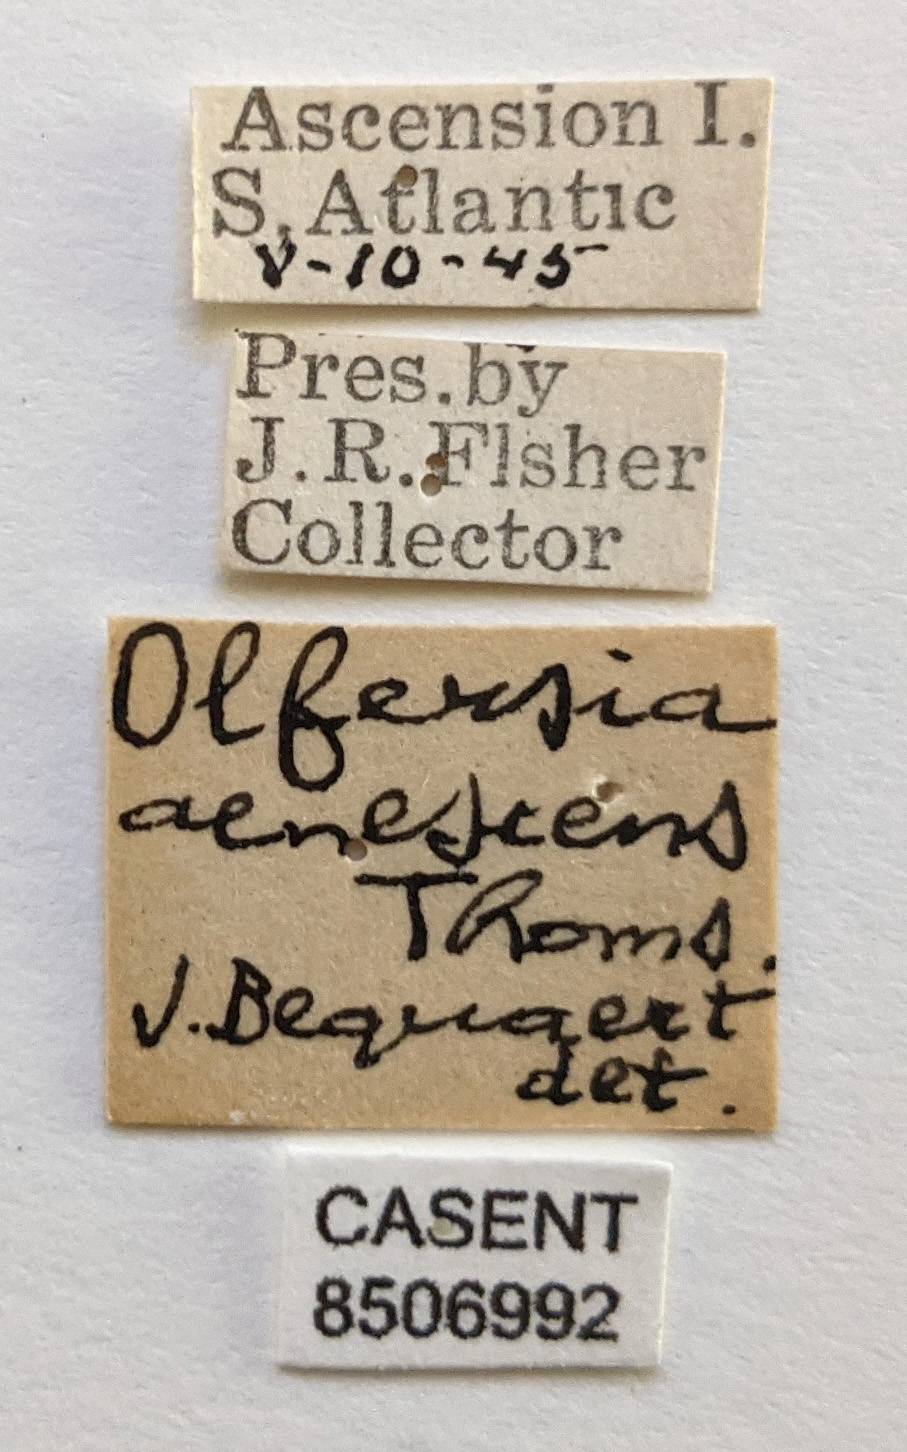 Ascension I.
S. Atlantic
V-10-45
Pres. by
J. R. Fisher
Collector
Olfersia
aenescens
Thoms.
J. Bequaert
det.
CASENT
8506992